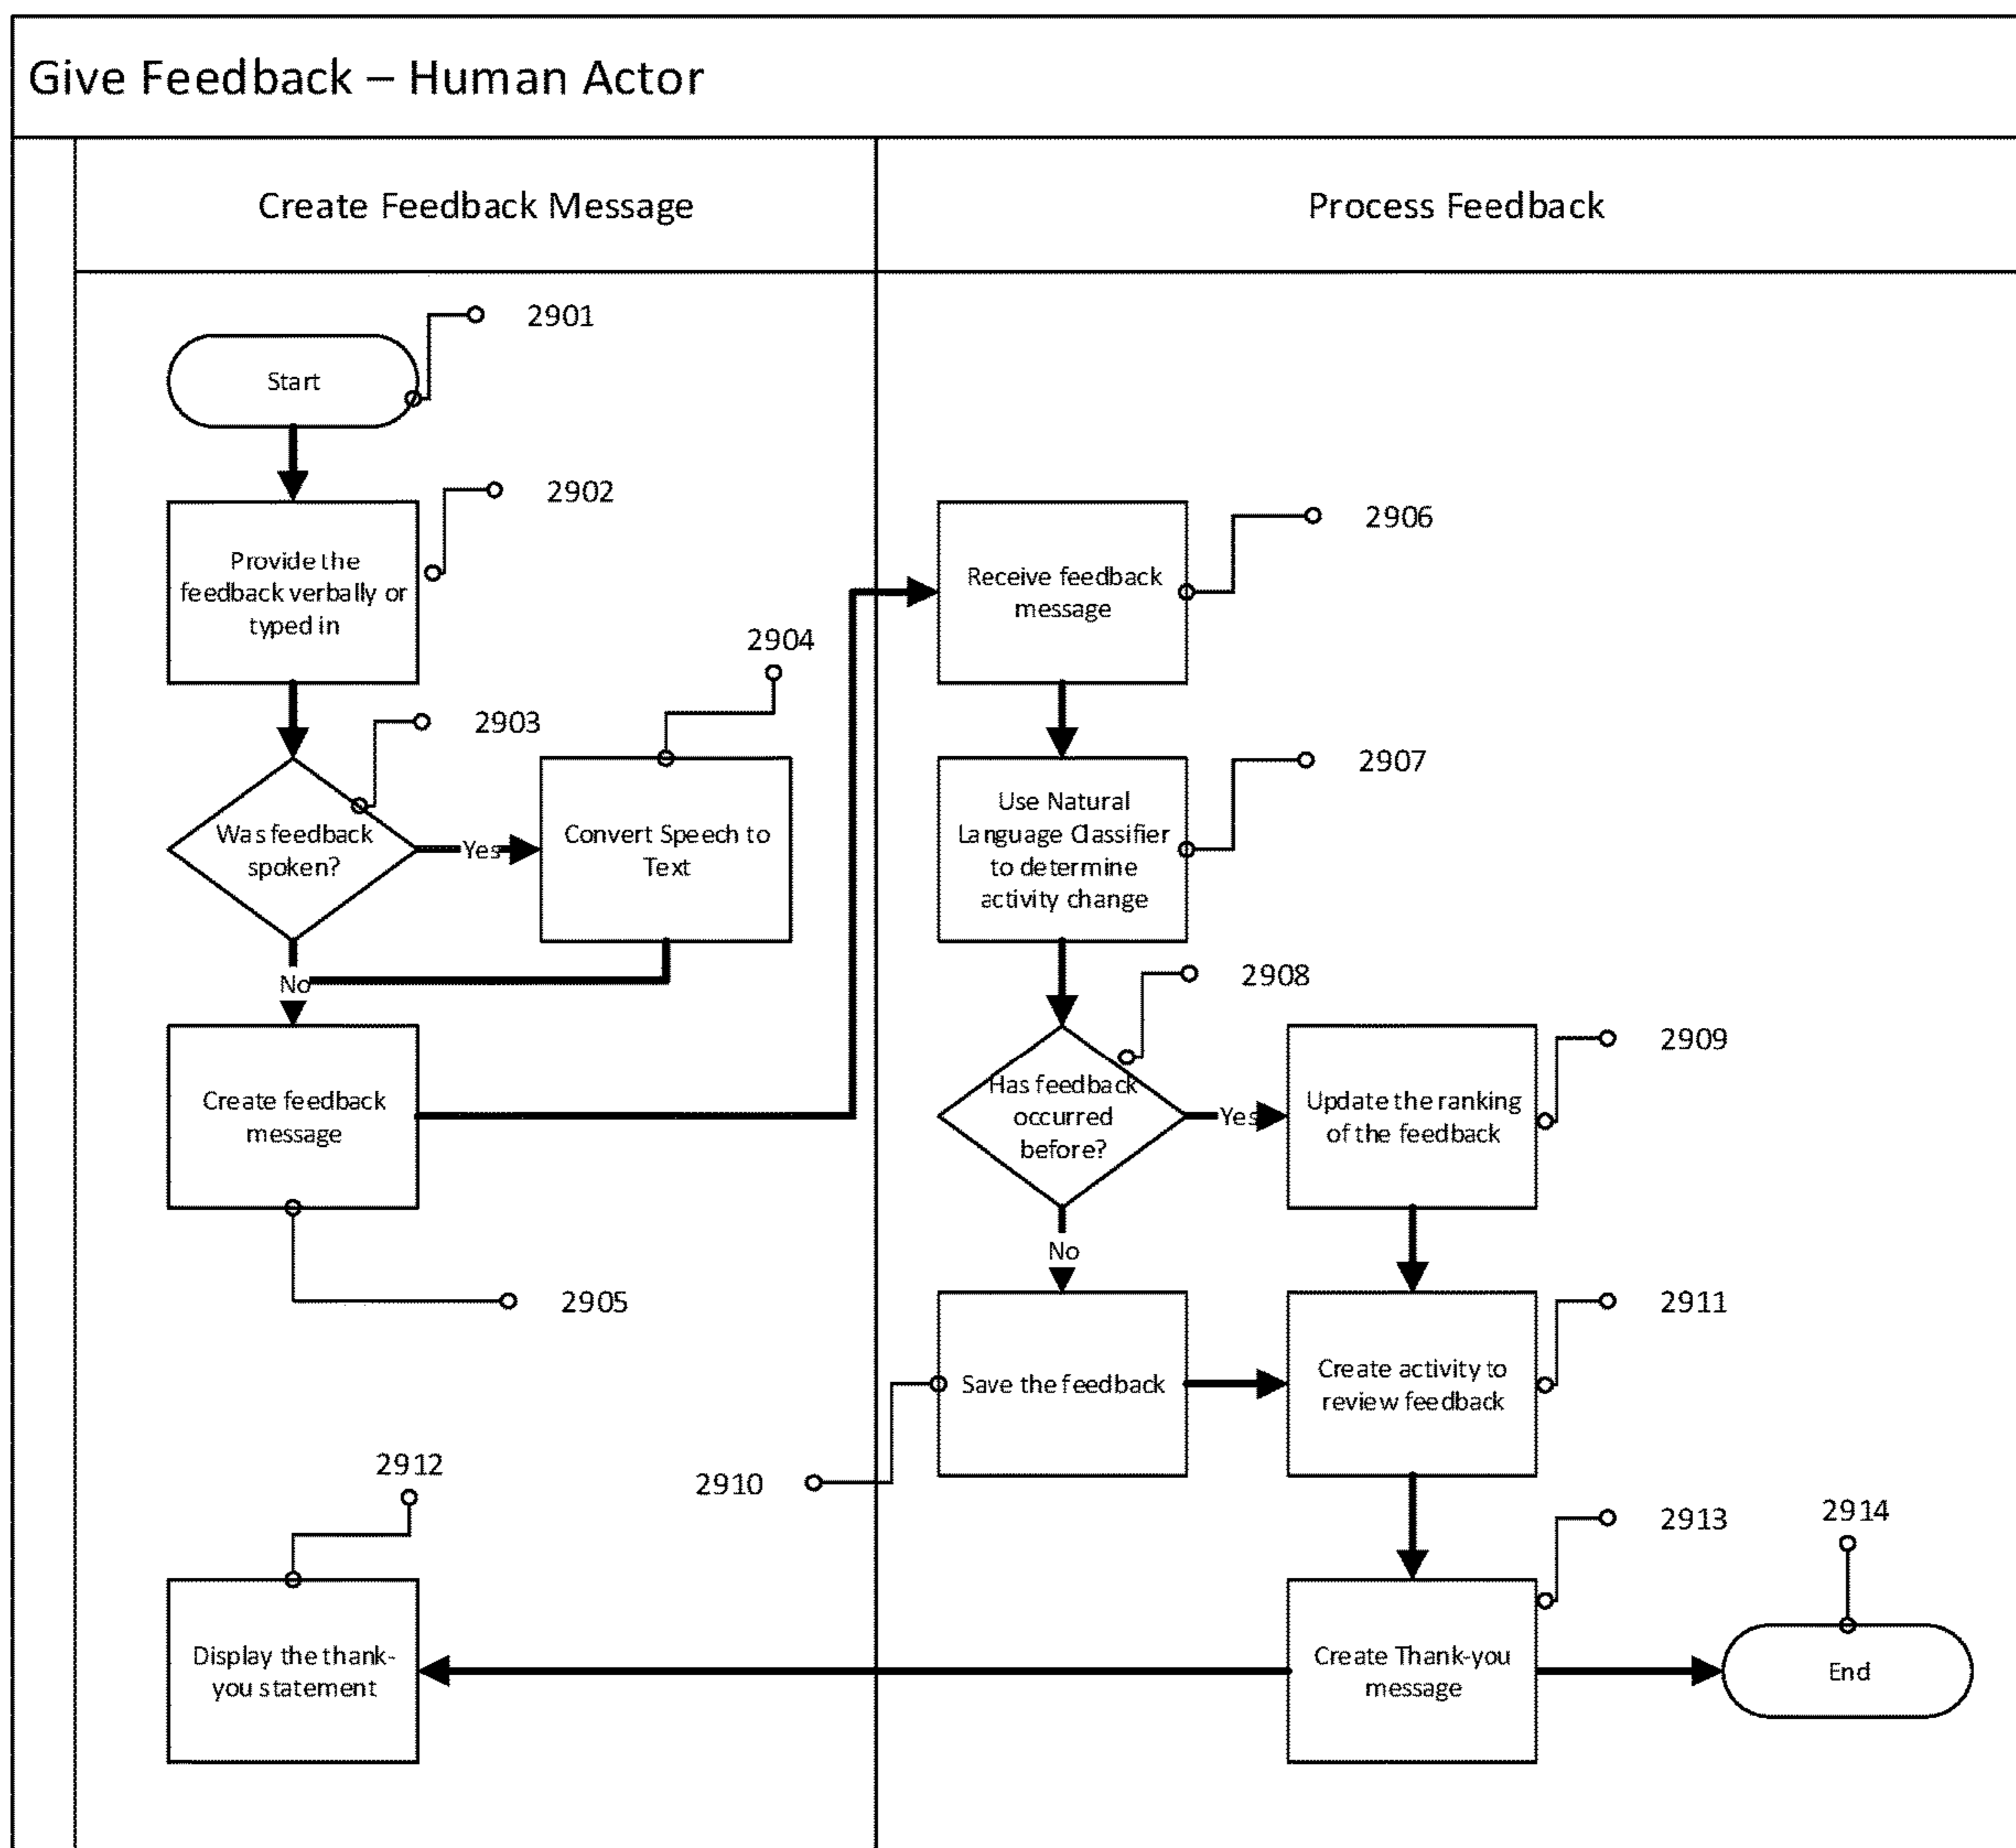 Give Feedback – Human Actor
Create Feedback Message
Process Feedback
2901
Start
2902
Provide the
feedback verbally or
typed in
2903
Was feedback
spoken?
Yes
2904
Convert Speech to
Text
No
Create feedback
message
2905
2906
Receive feedback
message
2907
Use Natural
Language Classifier
to determine
activity change
2908
Has feedback
occurred
before?
Yes
2909
Update the ranking
of the feedback
No
2910
Save the feedback
2911
Create activity to
review feedback
2912
Display the thank-
you statement
2913
Create Thank-you
message
2914
End